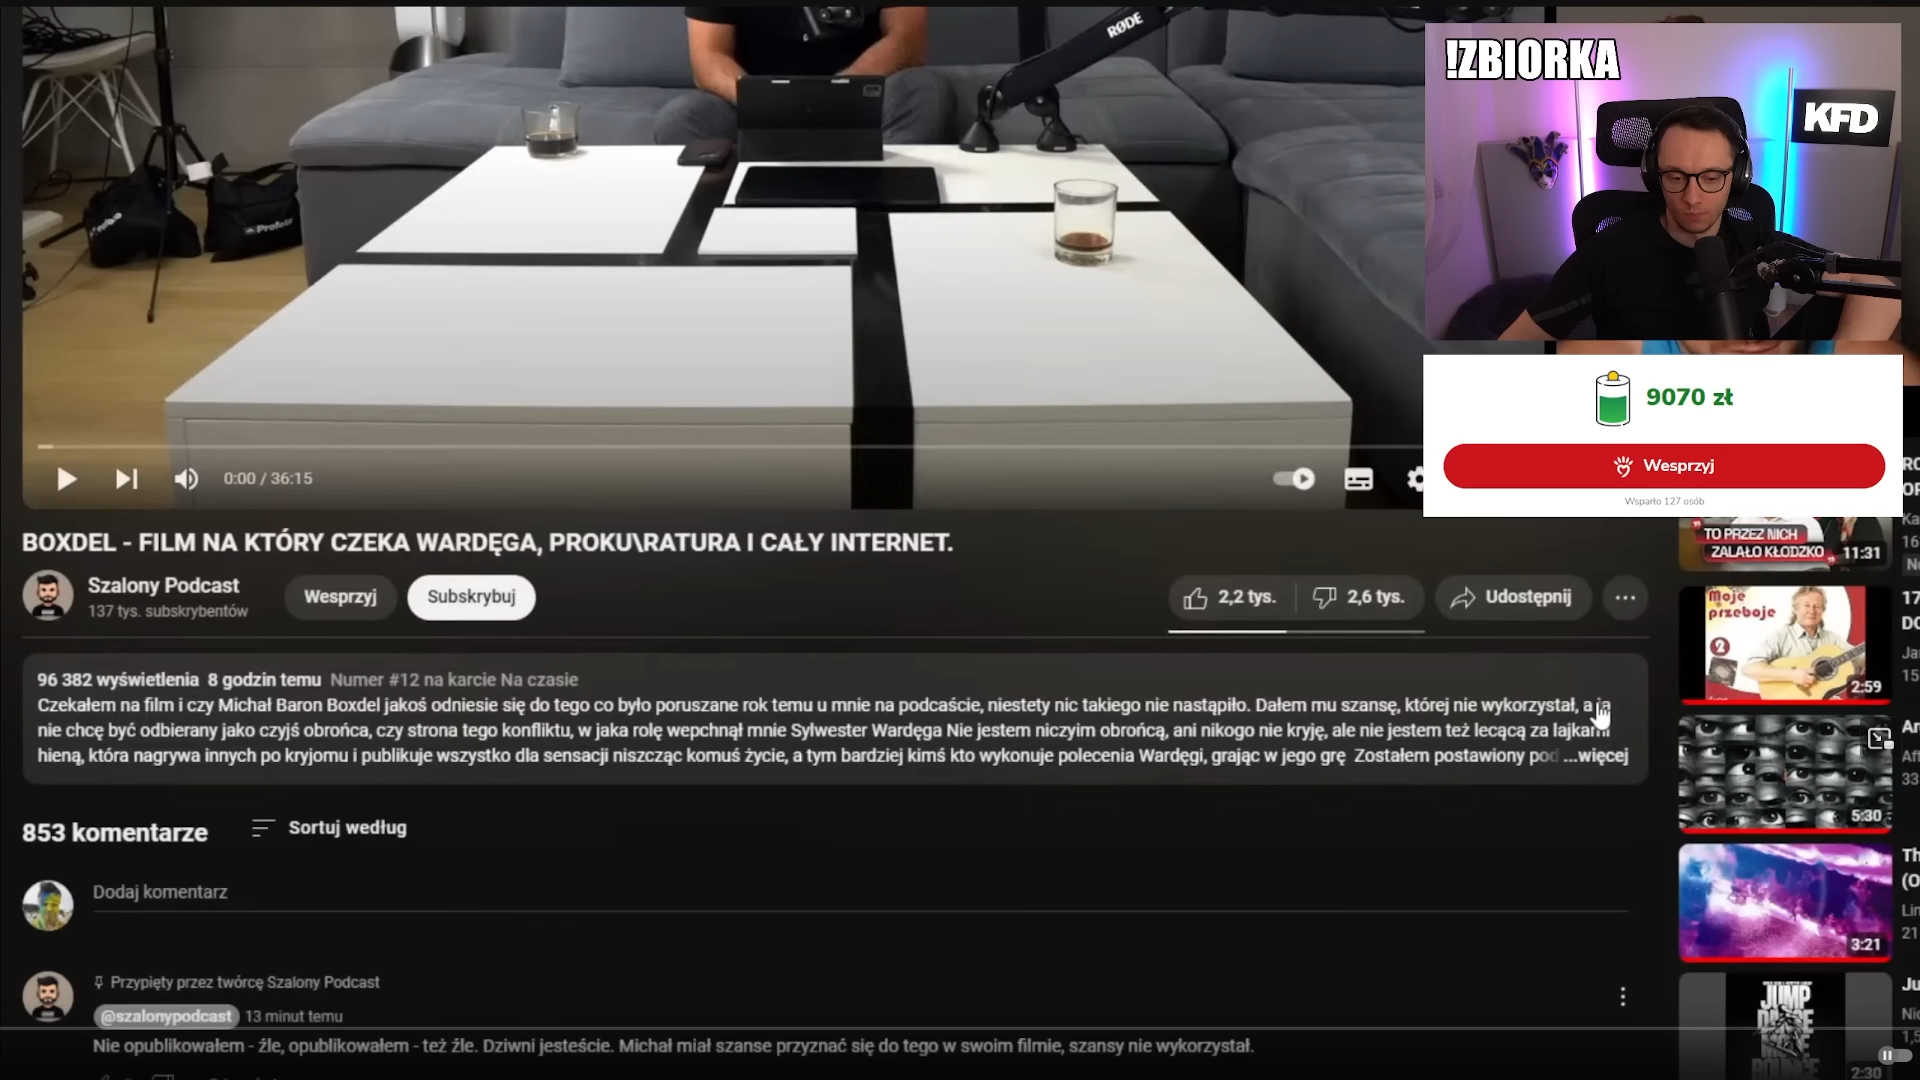 RØDE
Profoto
!ZBIORKA
KFD
9070 zł
Wesprzyj
Wsparło 127 osób
0:00 / 36:15
BOXDEL - FILM NA KTÓRY CZEKA WARDĘGA, PROKU\RATURA I CAŁY INTERNET.
Szalony Podcast
137 tys. subskrybentów
Wesprzyj
Subskrybuj
2,2 tys.
2,6 tys.
Udostępnij
96 382 wyświetlenia 8 godzin temu Numer #12 na karcie Na czasie
Czekałem na film i czy Michał Baron Boxdel jakoś odniesie się do tego co było poruszane rok temu u mnie na podcaście, niestety nic takiego nie nastąpiło. Dałem mu szansę, której nie wykorzystał, a ja
nie chcę być odbierany jako czyjś obrońca, czy strona tego konfliktu, w jaka rolę wepchnął mnie Sylwester Wardęga Nie jestem niczyim obrońcą, ani nikogo nie kryję, ale nie jestem też lecącą za lajkami
hieną, która nagrywa innych po kryjomu i publikuje wszystko dla sensacji niszcząc komuś życie, a tym bardziej kimś kto wykonuje polecenia Wardęgi, grając w jego grę Zostałem postawiony pod ...więcej
853 komentarze
Sortuj według
Dodaj komentarz
Przypięty przez twórcę Szalony Podcast
@szalonypodcast 13 minut temu
Nie opublikowałem - źle, opublikowałem - też źle. Dziwni jesteście. Michał miał szanse przyznać się do tego w swoim filmie, szansy nie wykorzystał.
TO PRZEZ NICH
ZALAŁO KŁODZKO
11:31
Moje
przeboje
2
2:59
5:30
3:21
JUMP
DANCE
MOVE
BOUNCE
2:30